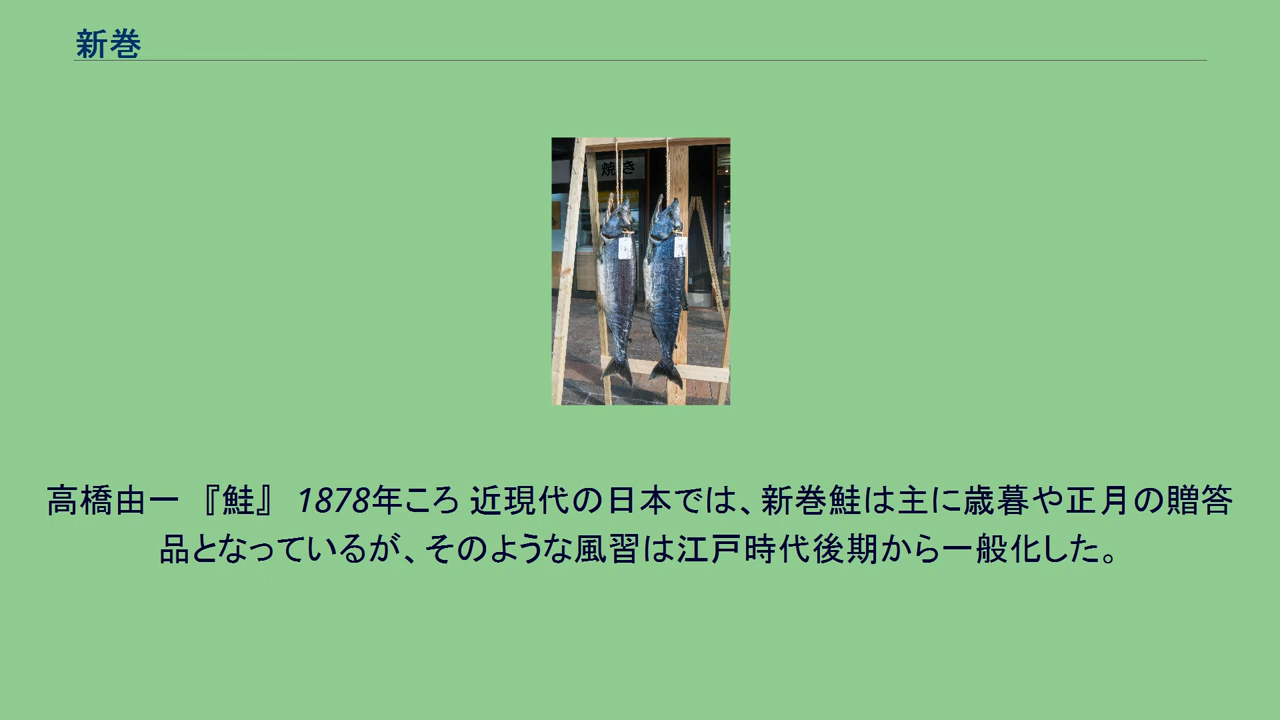 新巻
焼き
高橋由一 『鮭』 1878年ころ 近現代の日本では、新巻鮭は主に歳暮や正月の贈答
品となっているが、そのような風習は江戸時代後期から一般化した。